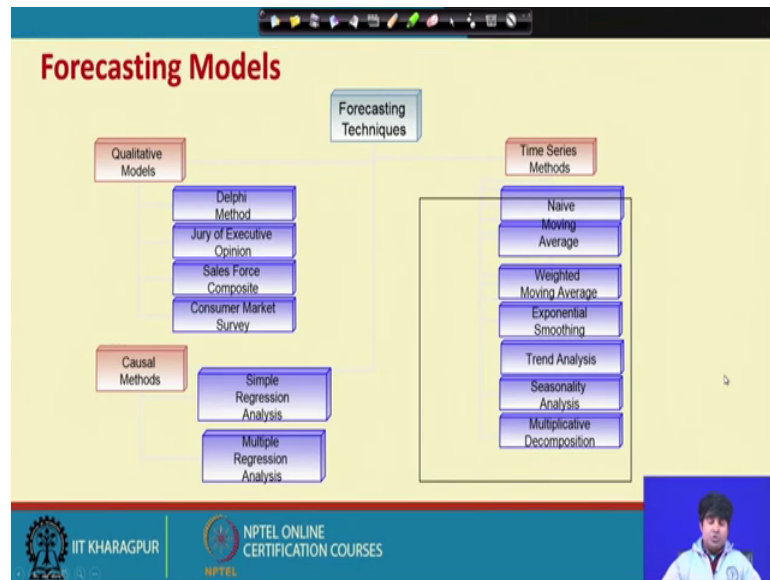 Forecasting Models
Forecasting
Techniques
Qualitative
Models
Delphi
Method
Jury of Executive
Opinion
Sales Force
Composite
Consumer Market
Survey
Causal
Methods
Simple
Regression
Analysis
Multiple
Regression
Analysis
Time Series
Methods
Naive
Moving
Average
Weighted
Moving Average
Exponential
Smoothing
Trend Analysis
Seasonality
Analysis
Multiplicative
Decomposition
IIT KHARAGPUR
NPTEL
NPTEL ONLINE
CERTIFICATION COURSES